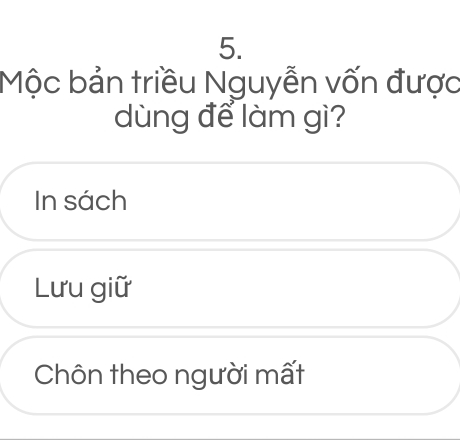 5.
Mộc bản triều Nguyễn vốn được
dùng để làm gì?
In sách
Lưu giữ
Chôn theo người mất